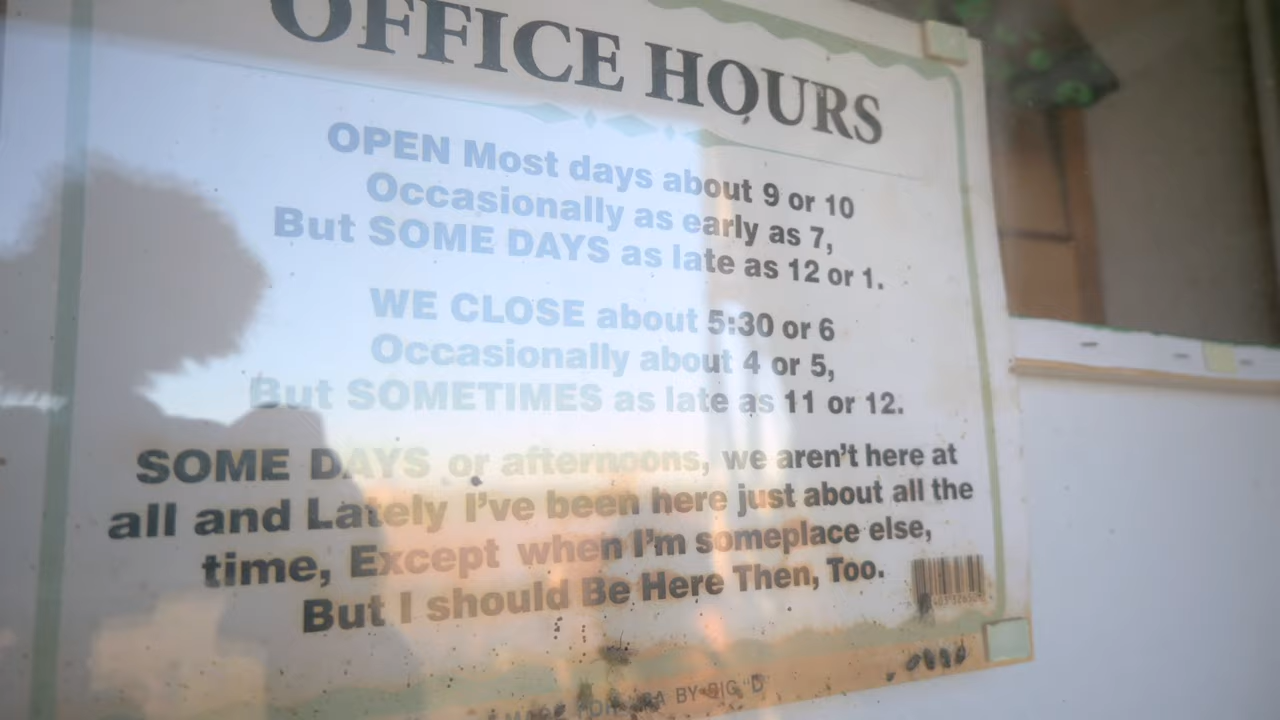 OFFICE HOURS
OPEN Most days about 9 or 10
Occasionally as early as 7,
But SOME DAYS as late as 12 or 1.
WE CLOSE about 5:30 or 6
Occasionally about 4 or 5,
But SOMETIMES as late as 11 or 12.
SOME DAYS or afternoons, we aren't here at
all and Lately I've been here just about all the
time, Except when I'm someplace else,
But I should Be Here Then, Too.
BY BIG "D"